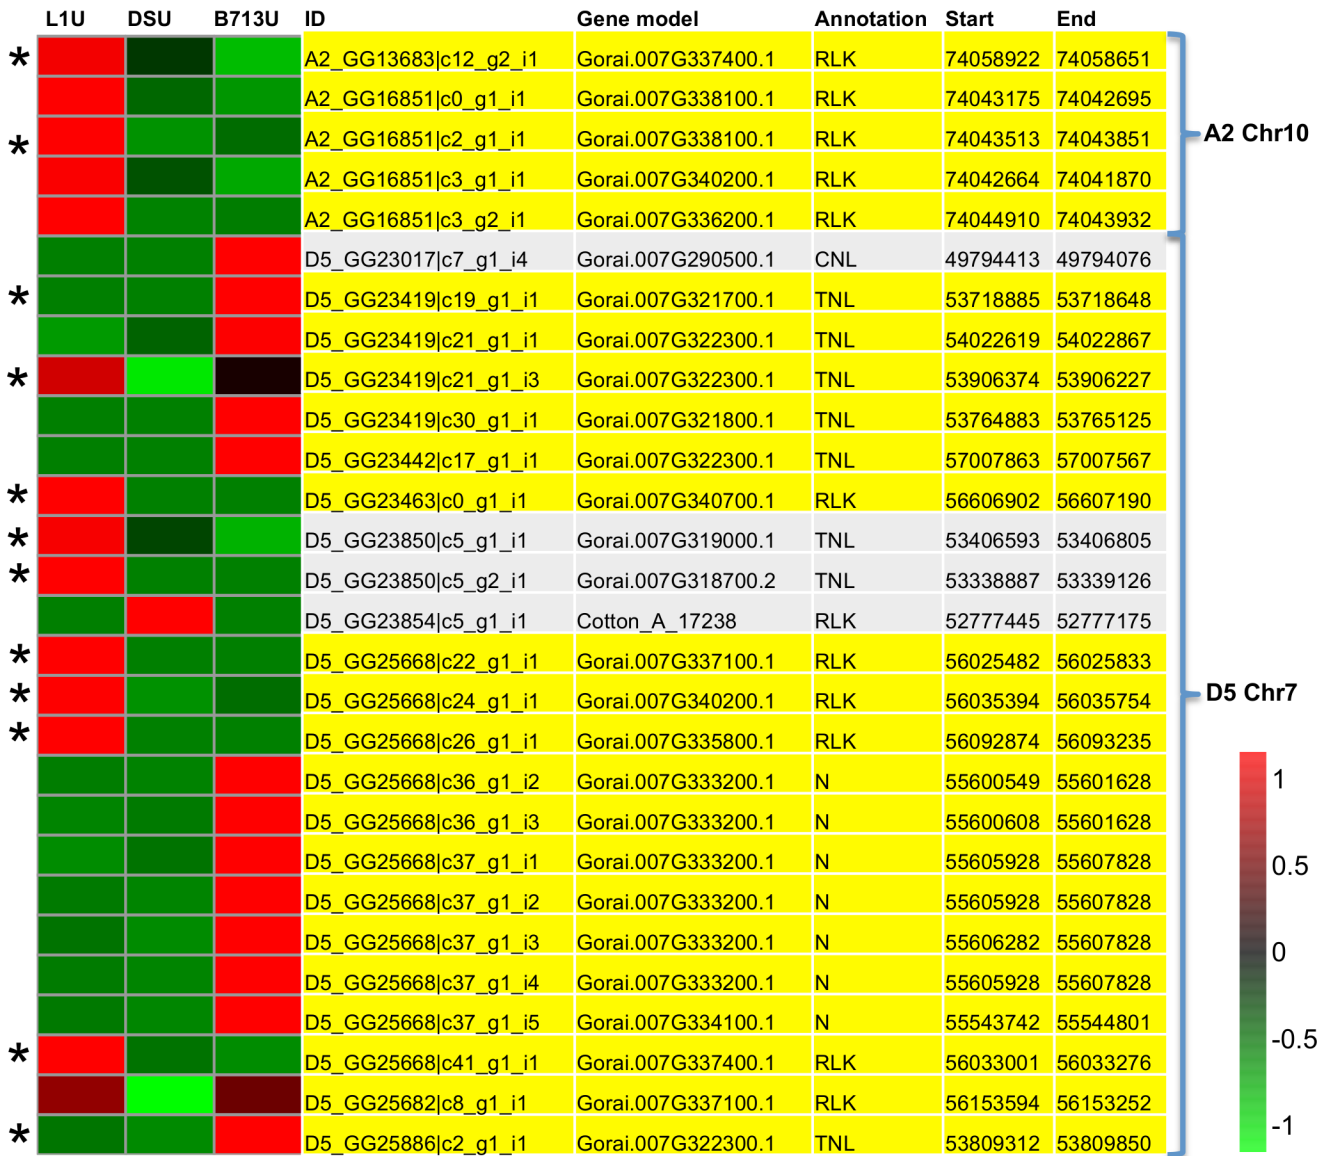 L1U DSU B713U ID Gene model Annotation Start End
* A2_GG13683|c12_g2_i1 Gorai.007G337400.1 RLK 74058922 74058651
A2_GG16851|c0_g1_i1 Gorai.007G338100.1 RLK 74043175 74042695
* A2_GG16851|c2_g1_i1 Gorai.007G338100.1 RLK 74043513 74043851
A2 Chr10
A2_GG16851|c3_g1_i1 Gorai.007G340200.1 RLK 74042664 74041870
A2_GG16851|c3_g2_i1 Gorai.007G336200.1 RLK 74044910 74043932
D5_GG23017|c7_g1_i4 Gorai.007G290500.1 CNL 49794413 49794076
* D5_GG23419|c19_g1_i1 Gorai.007G321700.1 TNL 53718885 53718648
D5_GG23419|c21_g1_i1 Gorai.007G322300.1 TNL 54022619 54022867
* D5_GG23419|c21_g1_i3 Gorai.007G322300.1 TNL 53906374 53906227
D5_GG23419|c30_g1_i1 Gorai.007G321800.1 TNL 53764883 53765125
D5_GG23442|c17_g1_i1 Gorai.007G322300.1 TNL 57007863 57007567
* D5_GG23463|c0_g1_i1 Gorai.007G340700.1 RLK 56606902 56607190
* D5_GG23850|c5_g1_i1 Gorai.007G319000.1 TNL 53406593 53406805
* D5_GG23850|c5_g2_i1 Gorai.007G318700.2 TNL 53338887 53339126
D5_GG23854|c5_g1_i1 Cotton_A_17238 RLK 52777445 52777175
* D5_GG25668|c22_g1_i1 Gorai.007G337100.1 RLK 56025482 56025833
* D5_GG25668|c24_g1_i1 Gorai.007G340200.1 RLK 56035394 56035754
D5 Chr7
* D5_GG25668|c26_g1_i1 Gorai.007G335800.1 RLK 56092874 56093235
D5_GG25668|c36_g1_i2 Gorai.007G333200.1 N 55600549 55601628
D5_GG25668|c36_g1_i3 Gorai.007G333200.1 N 55600608 55601628
D5_GG25668|c37_g1_i1 Gorai.007G333200.1 N 55605928 55607828
D5_GG25668|c37_g1_i2 Gorai.007G333200.1 N 55605928 55607828
D5_GG25668|c37_g1_i3 Gorai.007G333200.1 N 55606282 55607828
D5_GG25668|c37_g1_i4 Gorai.007G333200.1 N 55605928 55607828
D5_GG25668|c37_g1_i5 Gorai.007G334100.1 N 55543742 55544801
* D5_GG25668|c41_g1_i1 Gorai.007G337400.1 RLK 56033001 56033276
D5_GG25682|c8_g1_i1 Gorai.007G337100.1 RLK 56153594 56153252
* D5_GG25886|c2_g1_i1 Gorai.007G322300.1 TNL 53809312 53809850
1
0.5
0
-0.5
-1